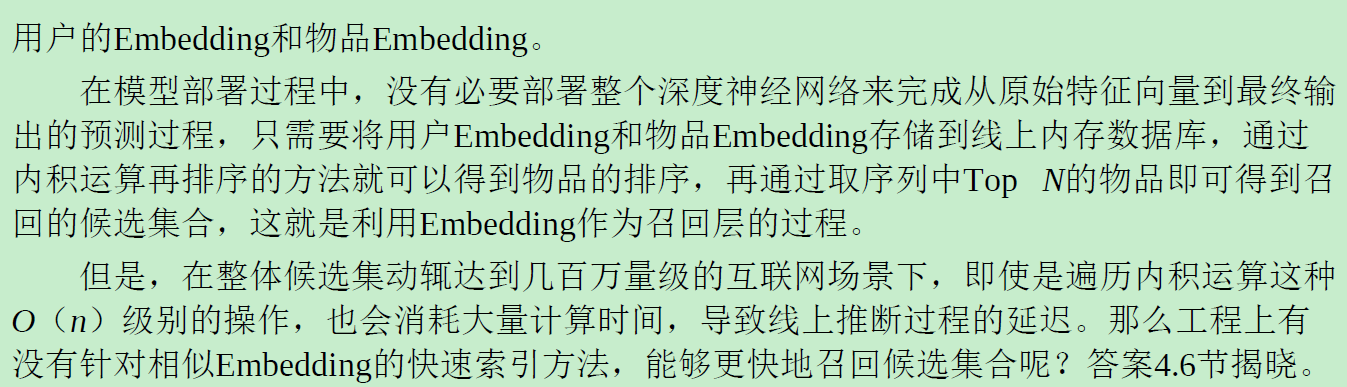 用户的Embedding和物品Embedding。
在模型部署过程中，没有必要部署整个深度神经网络来完成从原始特征向量到最终输
出的预测过程，只需要将用户Embedding和物品Embedding存储到线上内存数据库，通过
内积运算再排序的方法就可以得到物品的排序，再通过取序列中Top N的物品即可得到召
回的候选集合，这就是利用Embedding作为召回层的过程。
但是，在整体候选集动辄达到几百万量级的互联网场景下，即使是遍历内积运算这种
O（n）级别的操作，也会消耗大量计算时间，导致线上推断过程的延迟。那么工程上有
没有针对相似Embedding的快速索引方法，能够更快地召回候选集合呢？答案4.6节揭晓。